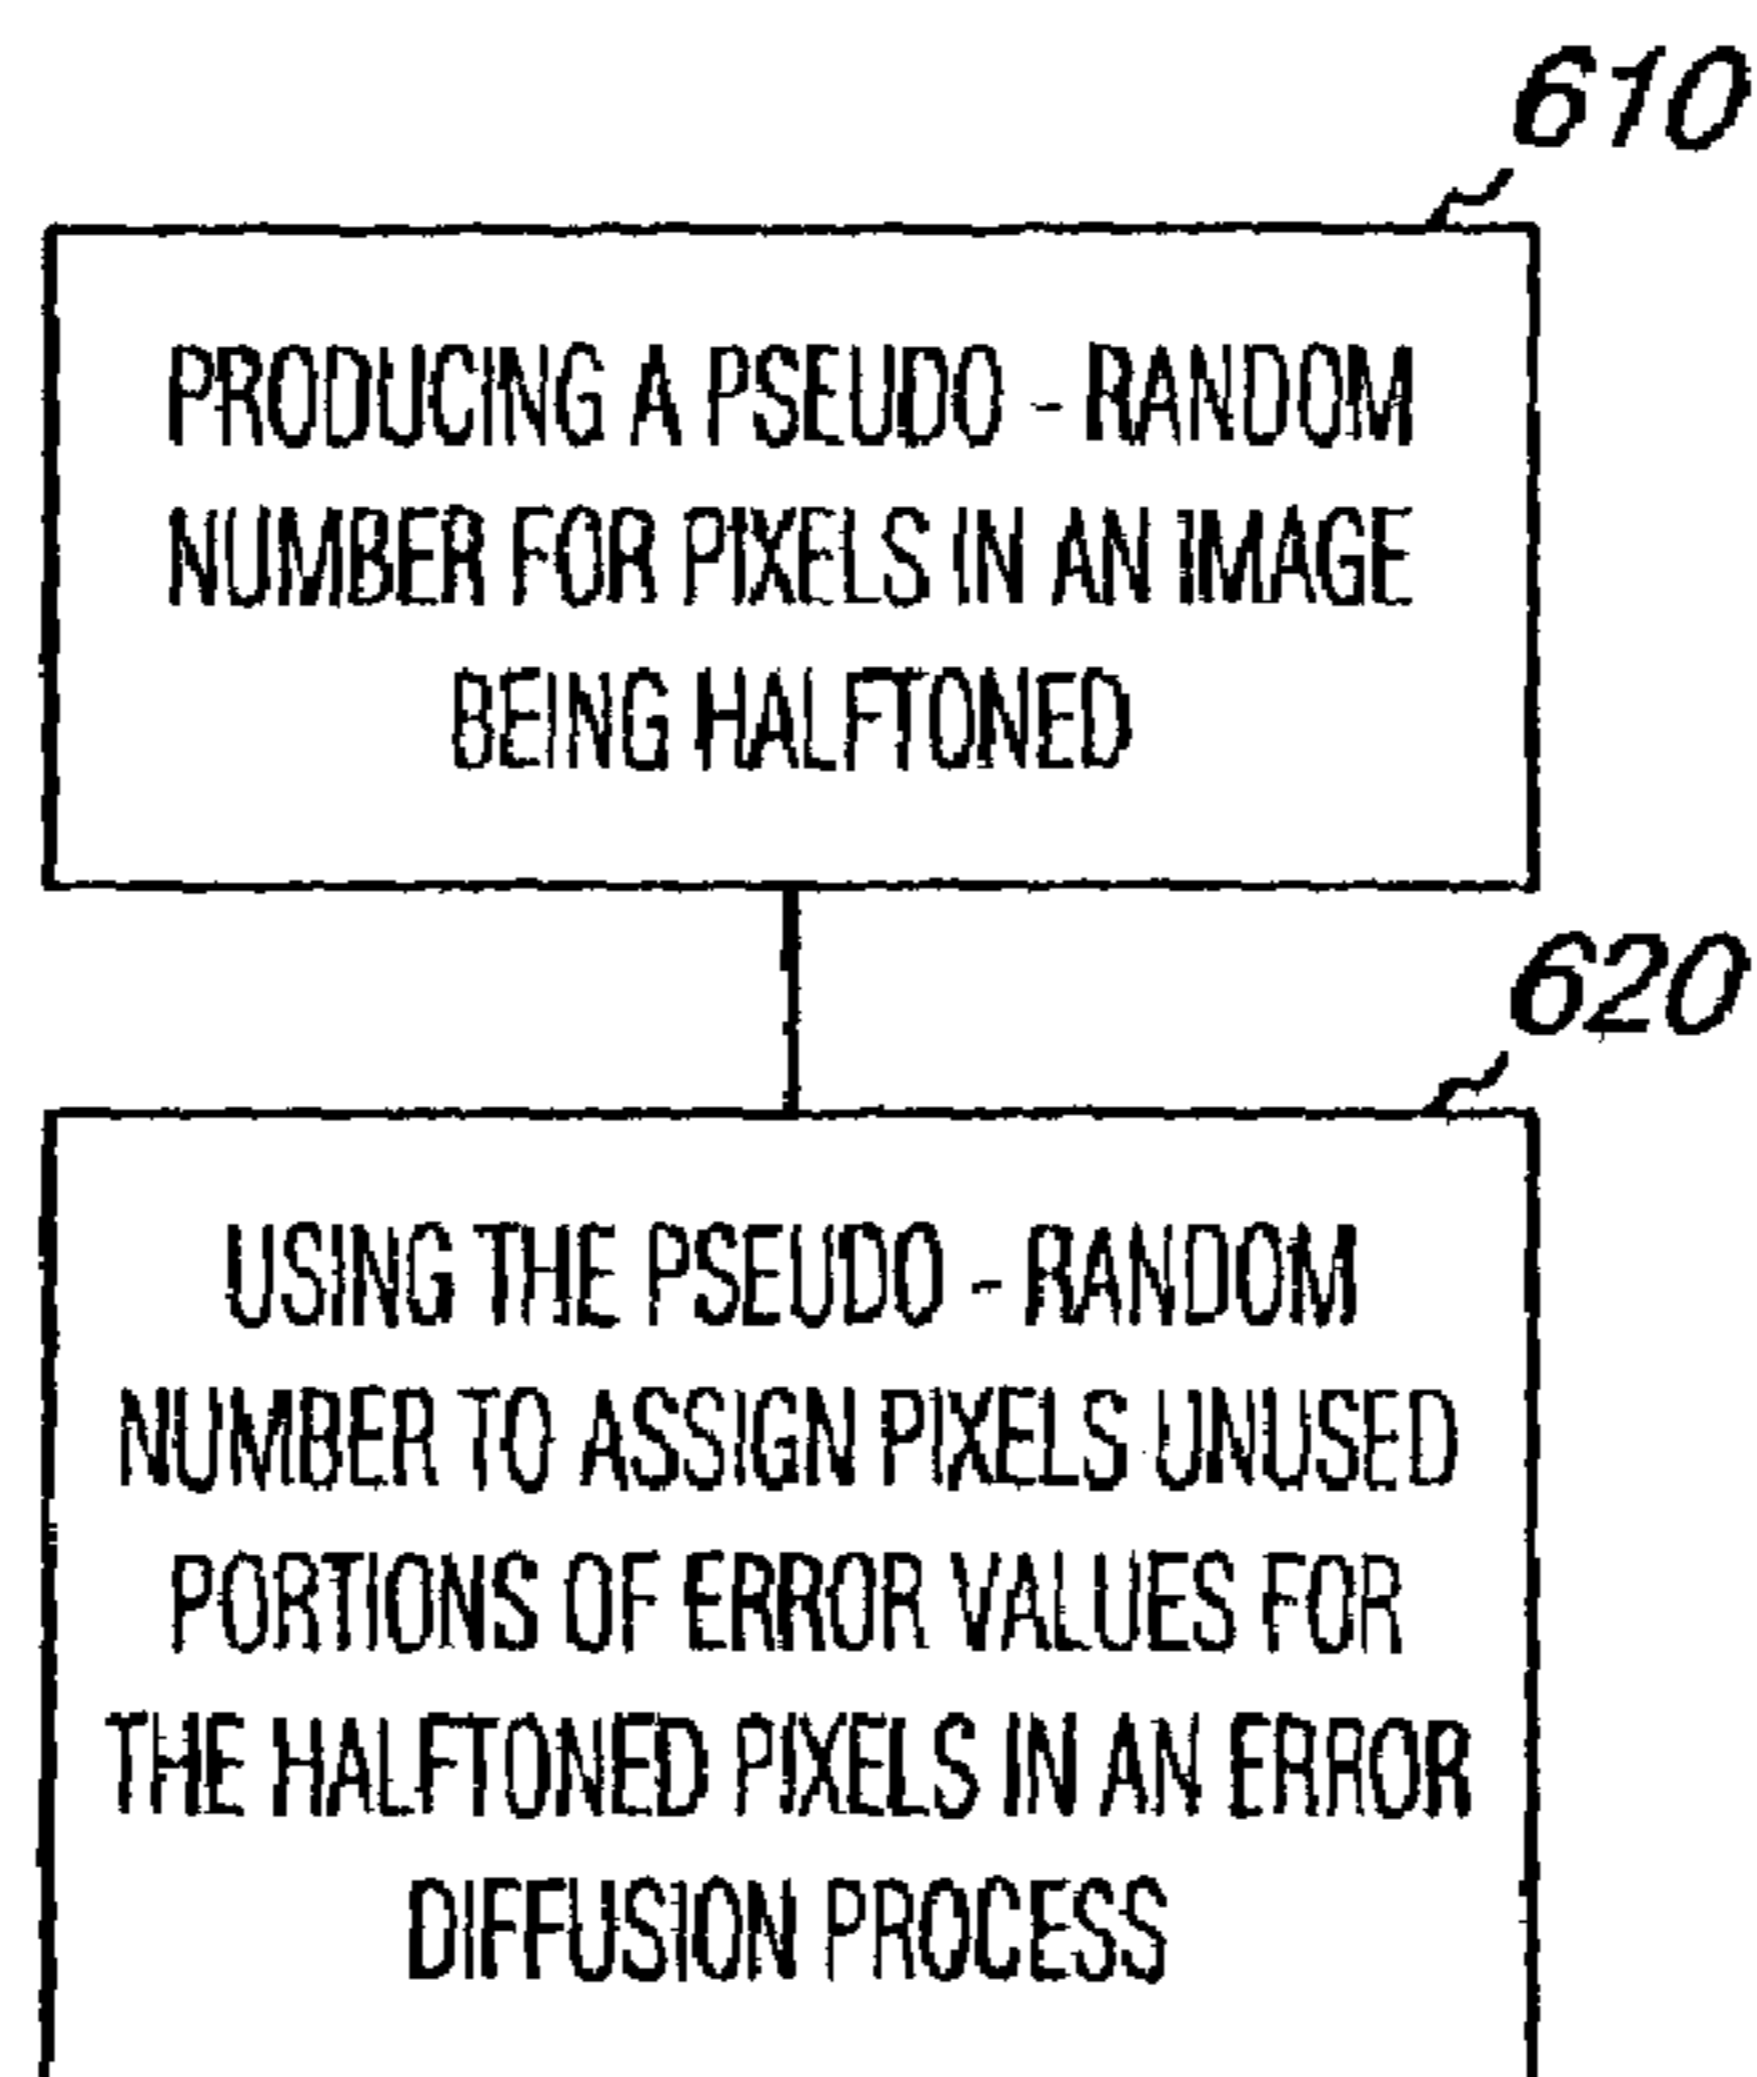 610
PRODUCING A PSEUDO - RANDOM
NUMBER FOR PIXELS IN AN IMAGE
BEING HALFTONED
620
USING THE PSEUDO - RANDOM
NUMBER TO ASSIGN PIXELS UNUSED
PORTIONS OF ERROR VALUES FOR
THE HALFTONED PIXELS IN AN ERROR
DIFFUSION PROCESS